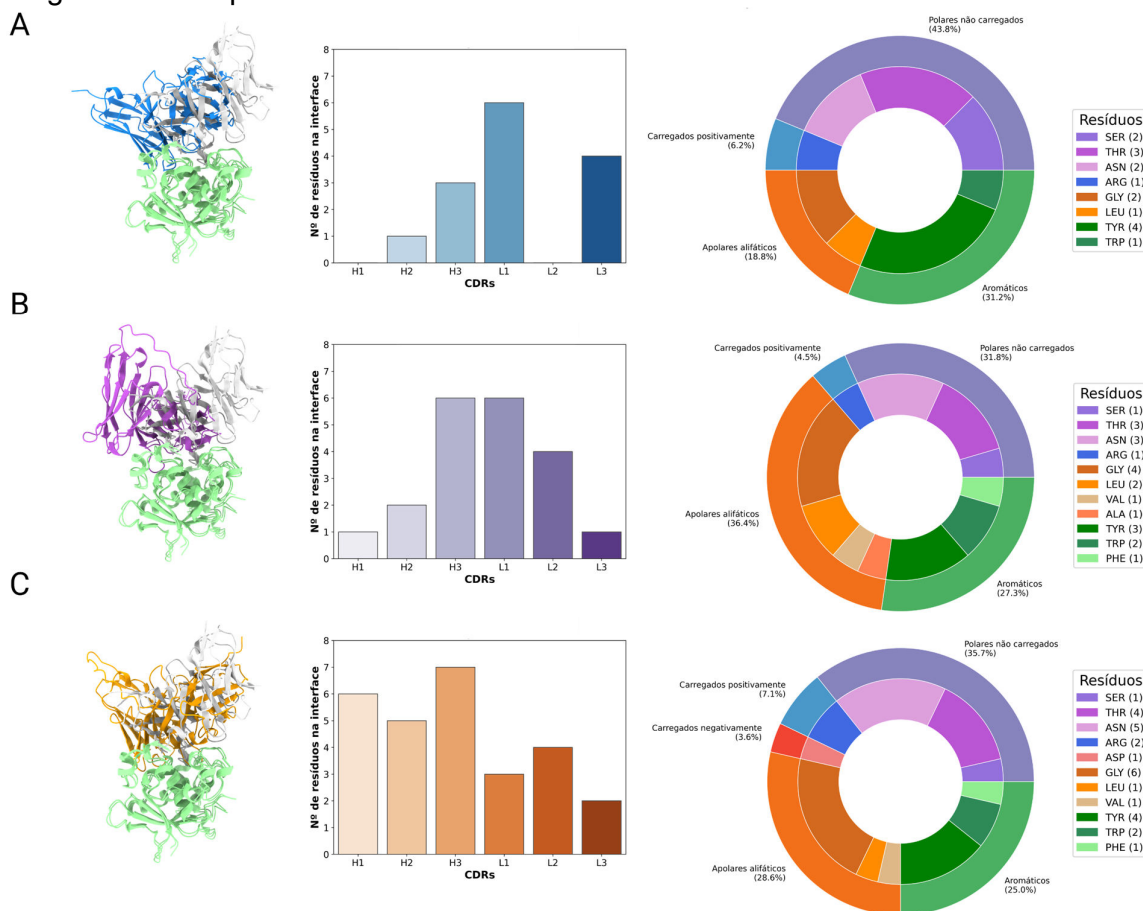 A
8
7
6
5
4
3
2
1
0
Nº de resíduos na interface
H1 H2 H3 L1 L2 L3
CDRs
Polares não carregados
(43.8%)
Carregados positivamente
(6.2%)
Apolares alifáticos
(18.8%)
Aromáticos
(31.2%)
Resíduos
SER (2)
THR (3)
ASN (2)
ARG (1)
GLY (2)
LEU (1)
TYR (4)
TRP (1)
B
8
7
6
5
4
3
2
1
0
Nº de resíduos na interface
H1 H2 H3 L1 L2 L3
CDRs
Carregados positivamente
(4.5%)
Polares não carregados
(31.8%)
Apolares alifáticos
(36.4%)
Aromáticos
(27.3%)
Resíduos
SER (1)
THR (3)
ASN (3)
ARG (1)
GLY (4)
LEU (2)
VAL (1)
ALA (1)
TYR (3)
TRP (2)
PHE (1)
C
8
7
6
5
4
3
2
1
0
Nº de resíduos na interface
H1 H2 H3 L1 L2 L3
CDRs
Polares não carregados
(35.7%)
Carregados positivamente
(7.1%)
Carregados negativamente
(3.6%)
Apolares alifáticos
(28.6%)
Aromáticos
(25.0%)
Resíduos
SER (1)
THR (4)
ASN (5)
ARG (2)
ASP (1)
GLY (6)
LEU (1)
VAL (1)
TYR (4)
TRP (2)
PHE (1)